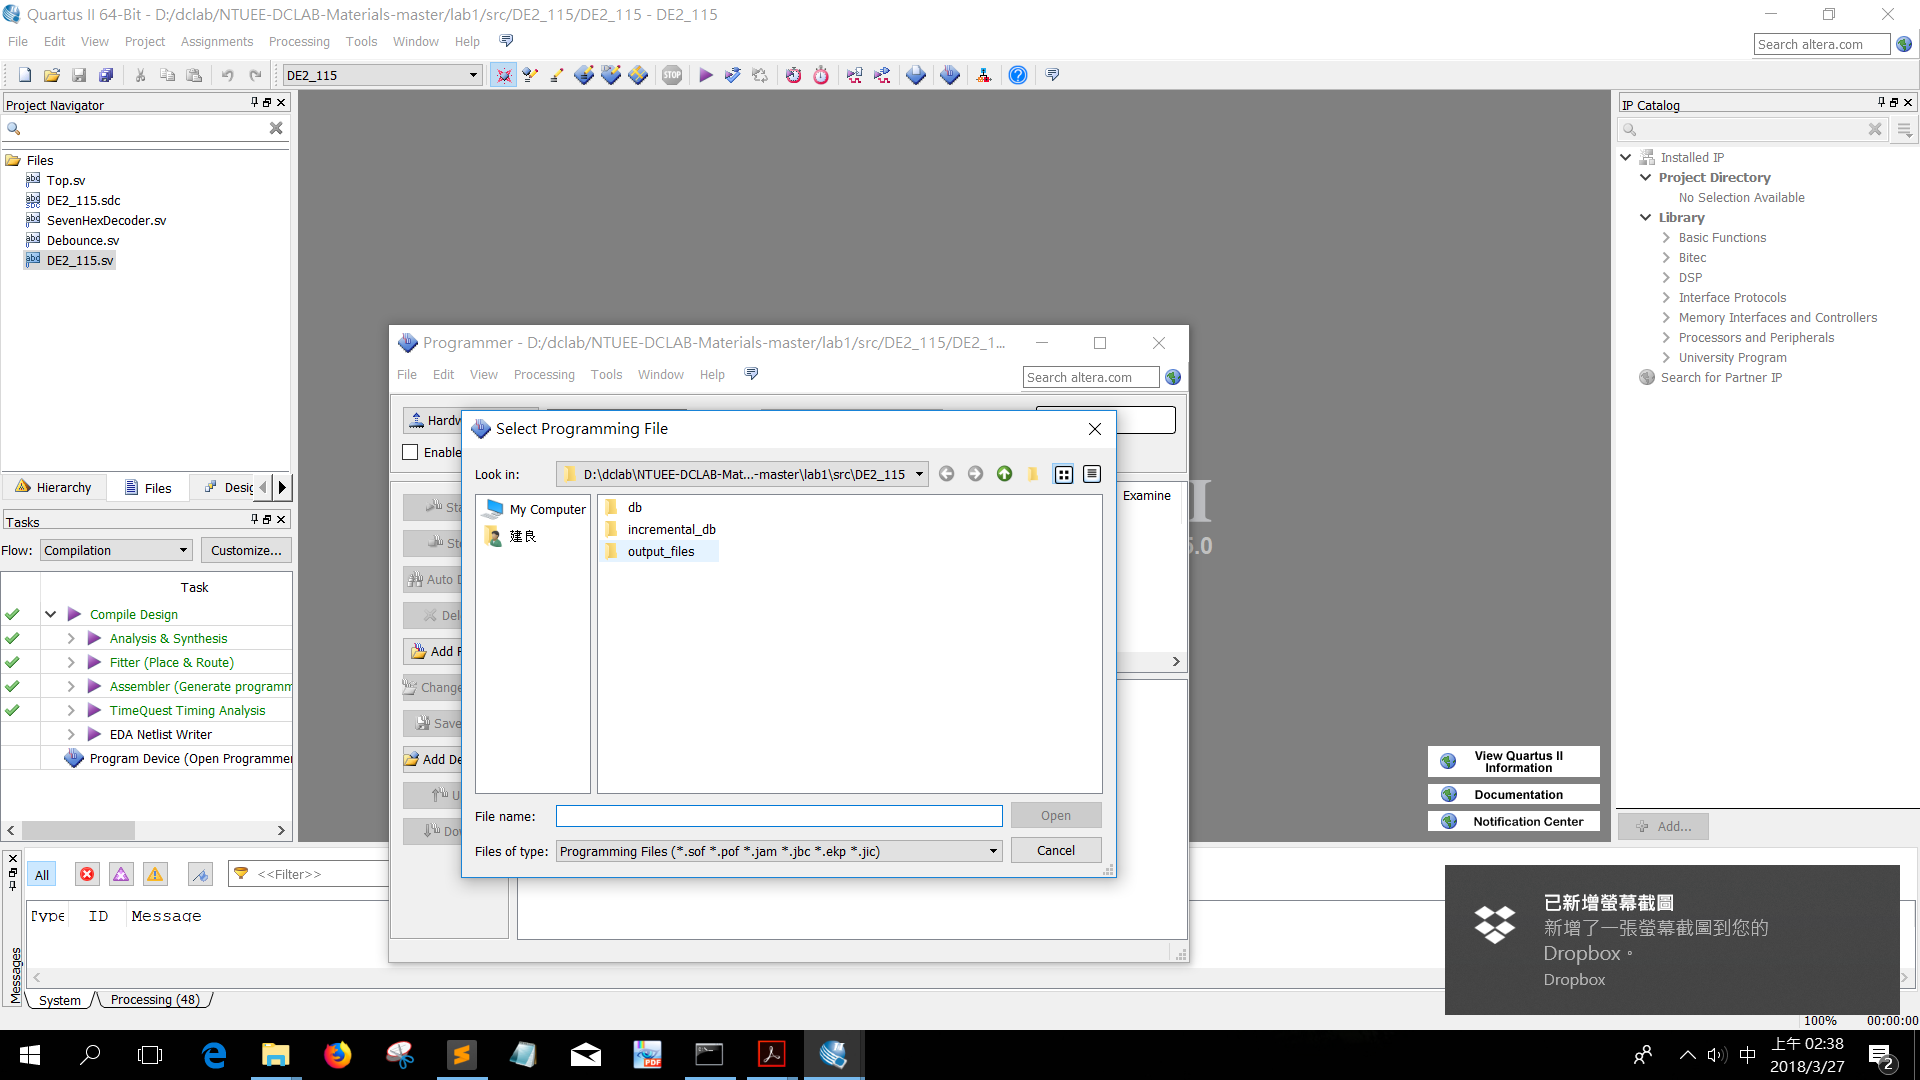 Quartus II 64-Bit - D:/dclab/NTUEE-DCLAB-Materials-master/lab1/src/DE2_115/DE2_115 - DE2_115
File Edit View Project Assignments Processing Tools Window Help
Search altera.com
DE2_115
STOP
Project Navigator
Files
Top.sv
DE2_115.sdc
SevenHexDecoder.sv
Debounce.sv
DE2_115.sv
Hierarchy Files Desig
Tasks
Flow: Compilation Customize...
Task
Compile Design
Analysis & Synthesis
Fitter (Place & Route)
Assembler (Generate programm
TimeQuest Timing Analysis
EDA Netlist Writer
Program Device (Open Programmer
IP Catalog
Installed IP
Project Directory
No Selection Available
Library
Basic Functions
Bitec
DSP
Interface Protocols
Memory Interfaces and Controllers
Processors and Peripherals
University Program
Search for Partner IP
Add...
Programmer - D:/dclab/NTUEE-DCLAB-Materials-master/lab1/src/DE2_115/DE2_1...
File Edit View Processing Tools Window Help
Search altera.com
Hardw
Enable
Sta
Sto
Auto D
Del
Add F
Change
Save
Add De
U
Dov
Examine
I
5.0
Select Programming File
Look in: D:\dclab\NTUEE-DCLAB-Mat...-master\lab1\src\DE2_115
My Computer
建良
db
incremental_db
output_files
File name:
Open
Files of type: Programming Files (*.sof *.pof *.jam *.jbc *.ekp *.jic)
Cancel
View Quartus II
Information
Documentation
Notification Center
Messages
All
<<Filter>>
Type ID Message
System Processing (48)
已新增螢幕截圖
新增了一張螢幕截圖到您的
Dropbox。
Dropbox
100% 00:00:00
PDF
中
上午 02:38
2018/3/27
2